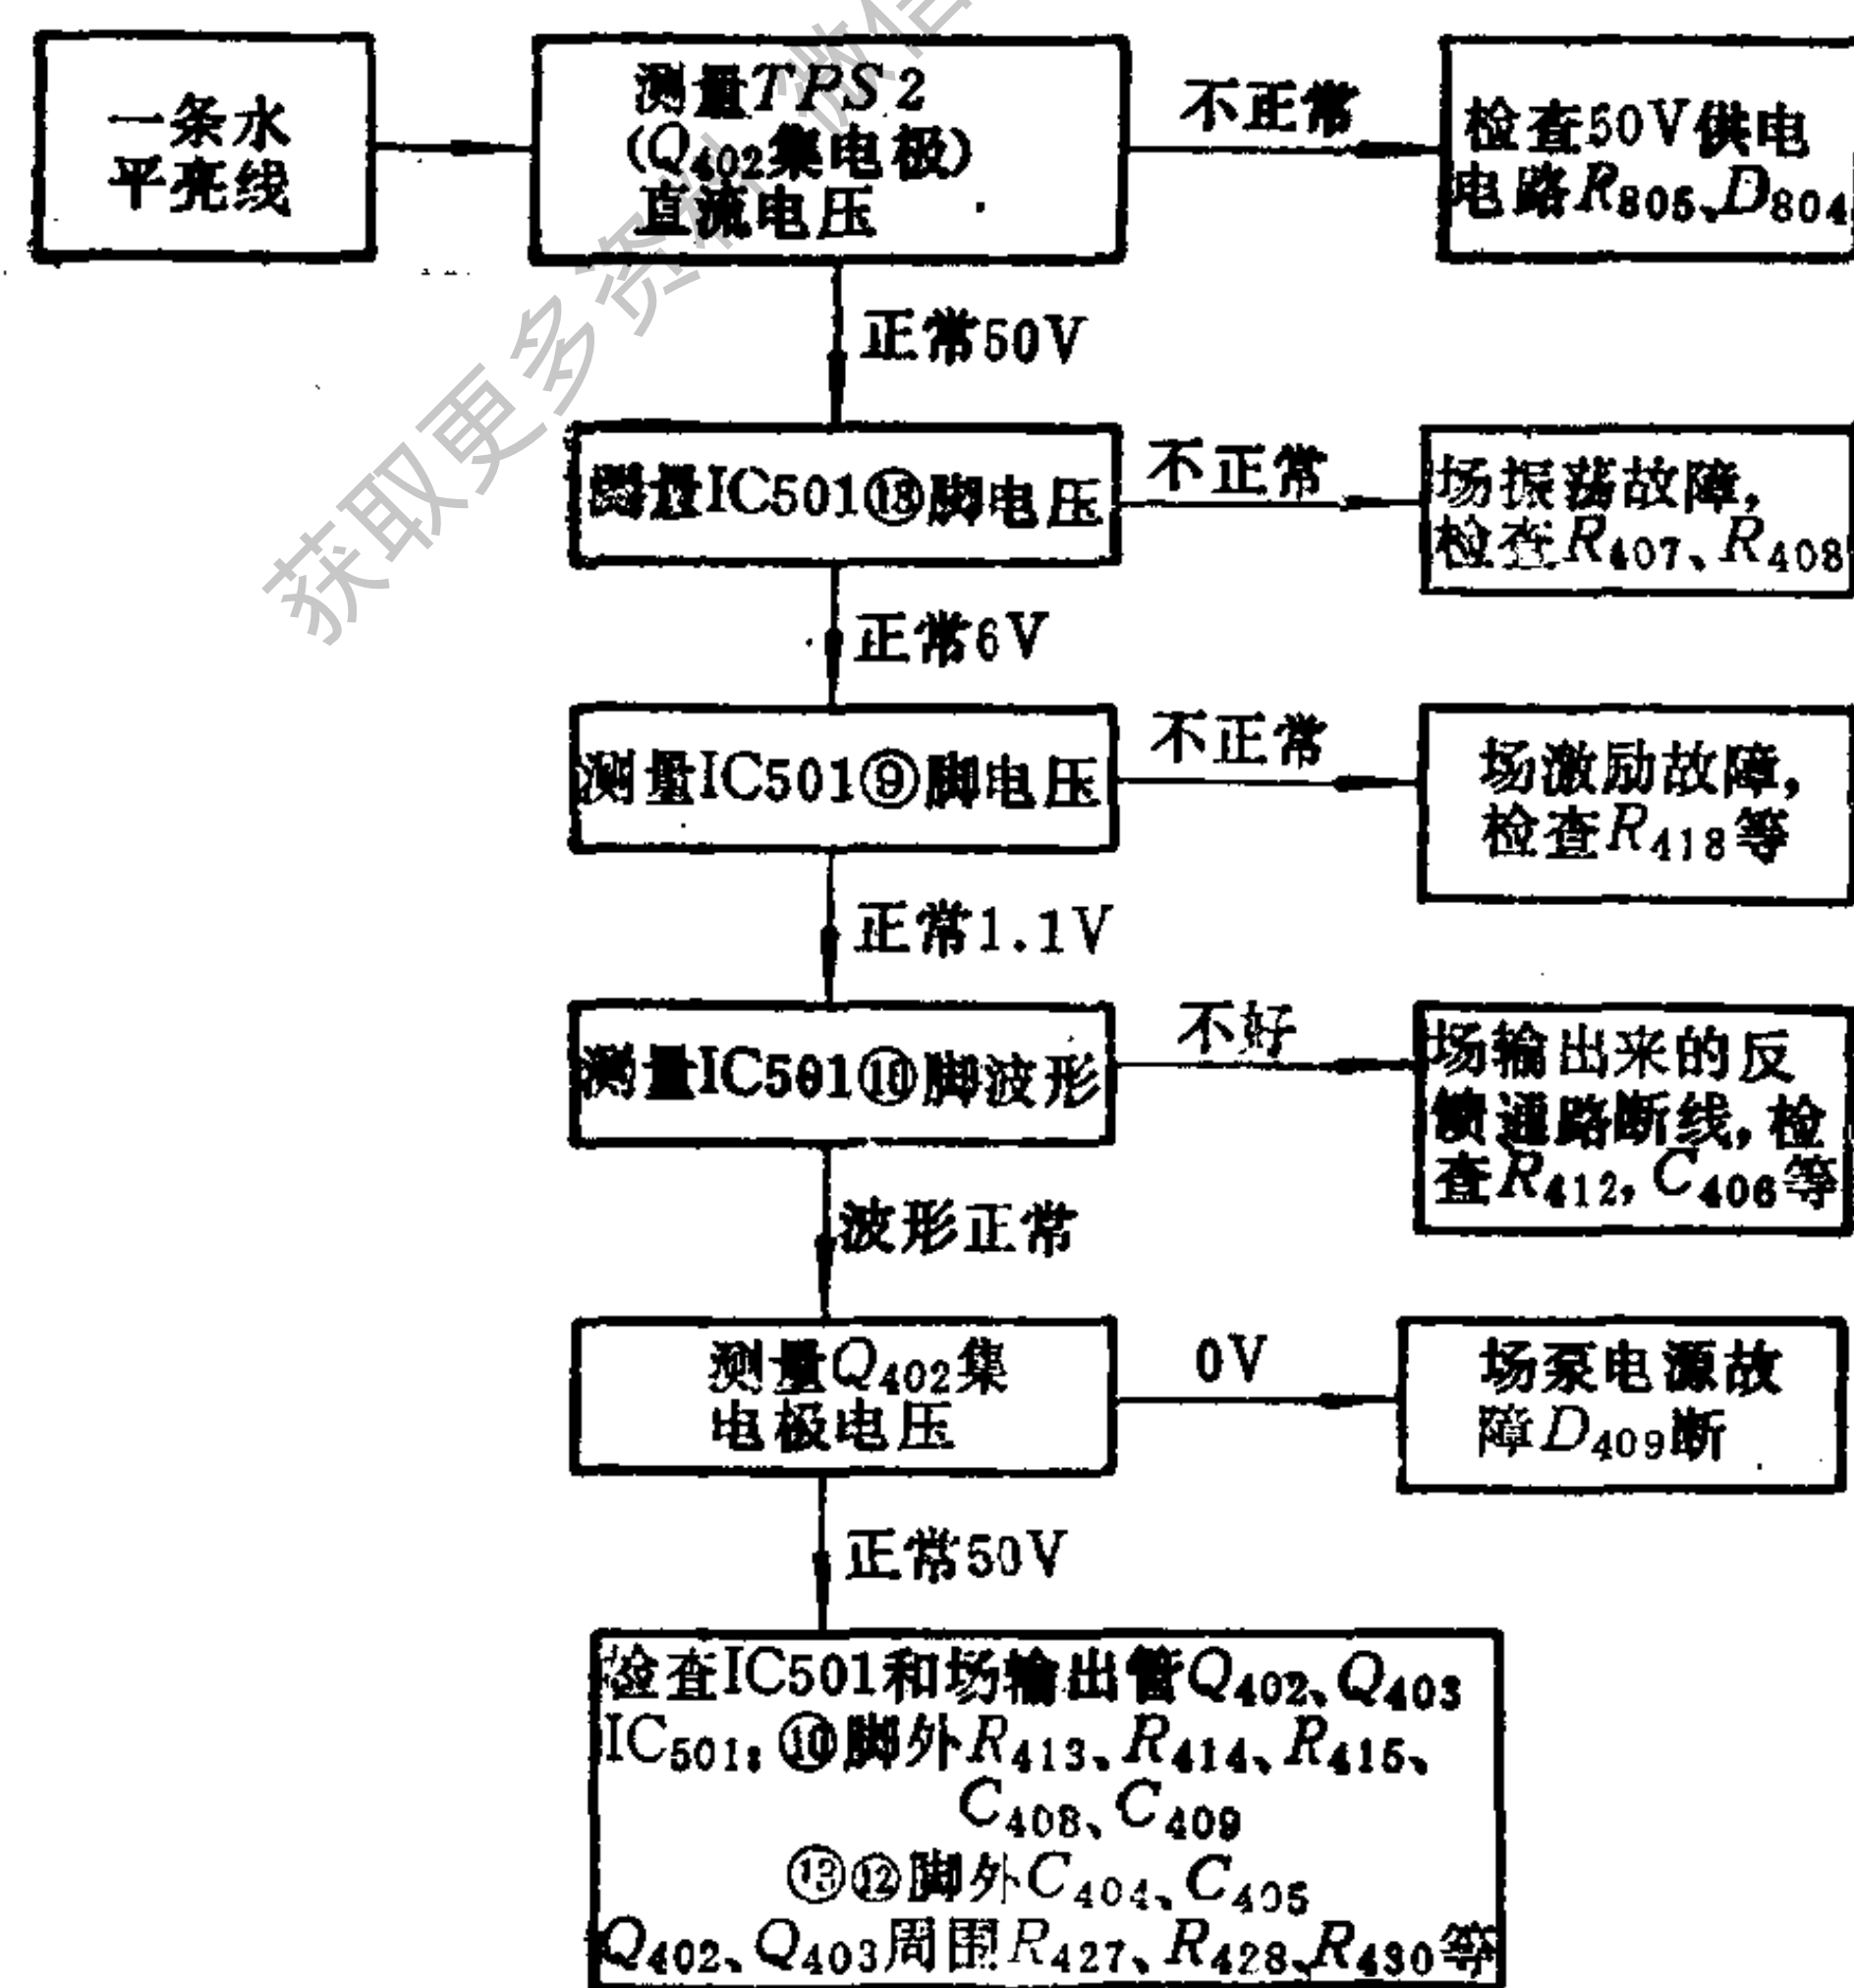 一条水
平亮线
测量TPS2
(Q402集电极)
直流电压
不正常
检查50V供电
电路R805、D804
正常50V
测量IC501⑬脚电压
不正常
场振荡故障,
检查R407、R408
正常6V
测量IC501⑨脚电压
不正常
场激励故障,
检查R418等
正常1.1V
测量IC501⑩脚波形
不好
场输出来的反
馈通路断线,检
查R412,C406等
波形正常
测量Q402集
电极电压
0V
场泵电源故
障D409断
正常50V
检查IC501和场输出管Q402、Q403
IC501:⑩脚外R413、R414、R415、
C408、C409
⑬⑫脚外C404、C405
Q402、Q403周围R427、R428、R430等
获取更多资料 微信